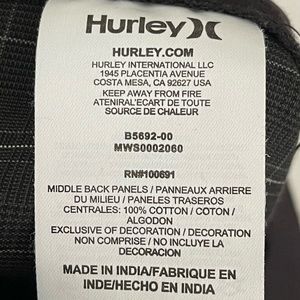 Hurley
HURLEY.COM
HURLEY INTERNATIONAL LLC
1945 PLACENTIA AVENUE
COSTA MESA, CA 92627 USA
KEEP AWAY FROM FIRE
ATENIRAL'ECART DE TOUTE
SOURCE DE CHALEUR
B5692-00
MWS0002060
RN#100691
MIDDLE BACK PANELS / PANNEAUX ARRIERE
DU MILIEU / PANELES TRASEROS
CENTRALES: 100% COTTON / COTON /
ALGODON
EXCLUSIVE OF DECORATION / DECORATION
NON COMPRISE / NO INCLUYE LA
DECORACION
MADE IN INDIA/FABRIQUE EN
INDE/HECHO EN INDIA